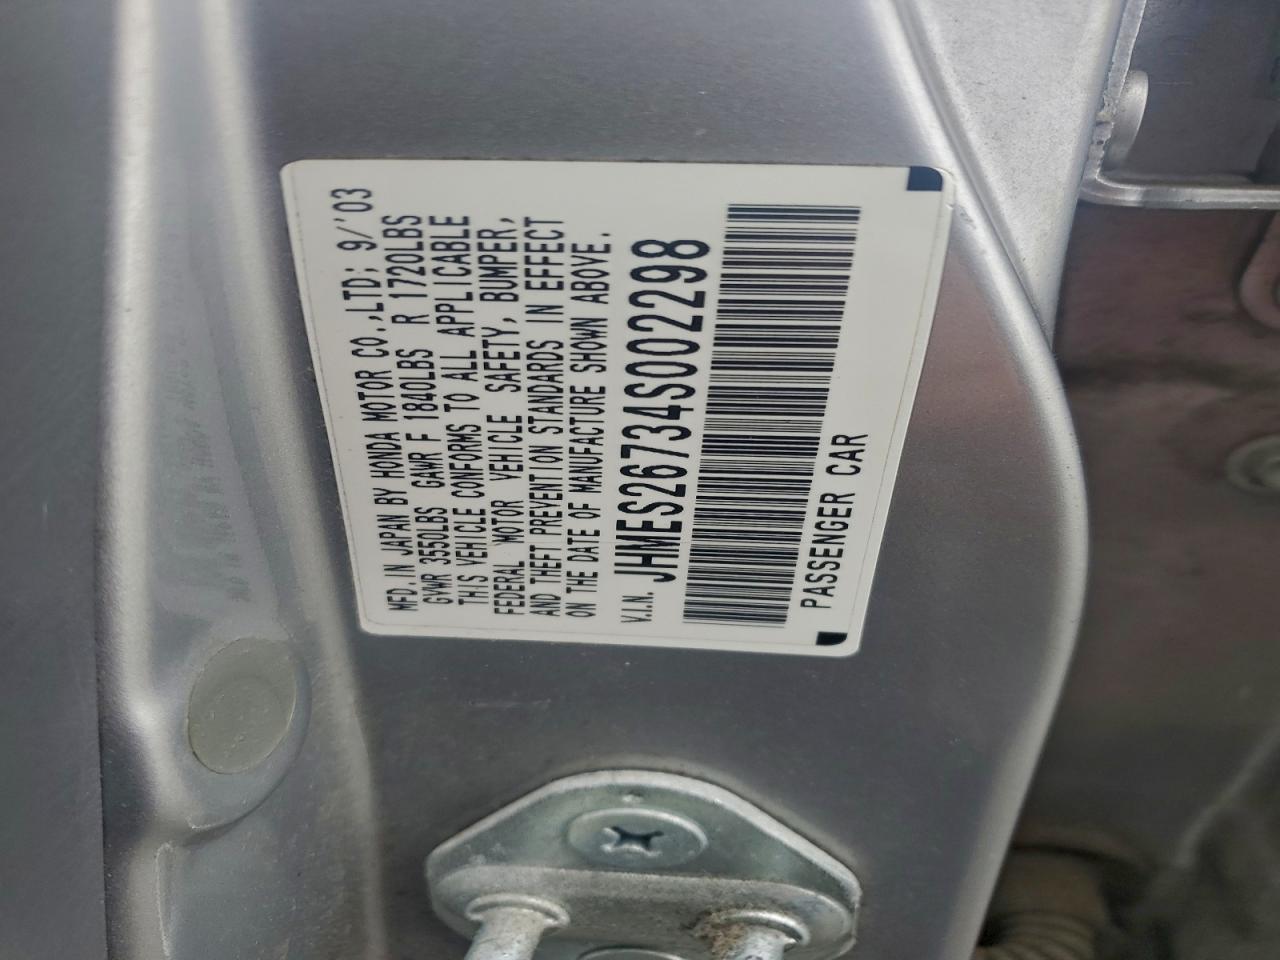 MFD. IN JAPAN BY HONDA MOTOR CO.,LTD; 9/'03
GVWR 3550LBS GAWR F 1840LBS R 1720LBS
THIS VEHICLE CONFORMS TO ALL APPLICABLE
FEDERAL MOTOR VEHICLE SAFETY, BUMPER,
AND THEFT PREVENTION STANDARDS IN EFFECT
ON THE DATE OF MANUFACTURE SHOWN ABOVE.
V.I.N. JHMES26734S002298
PASSENGER CAR